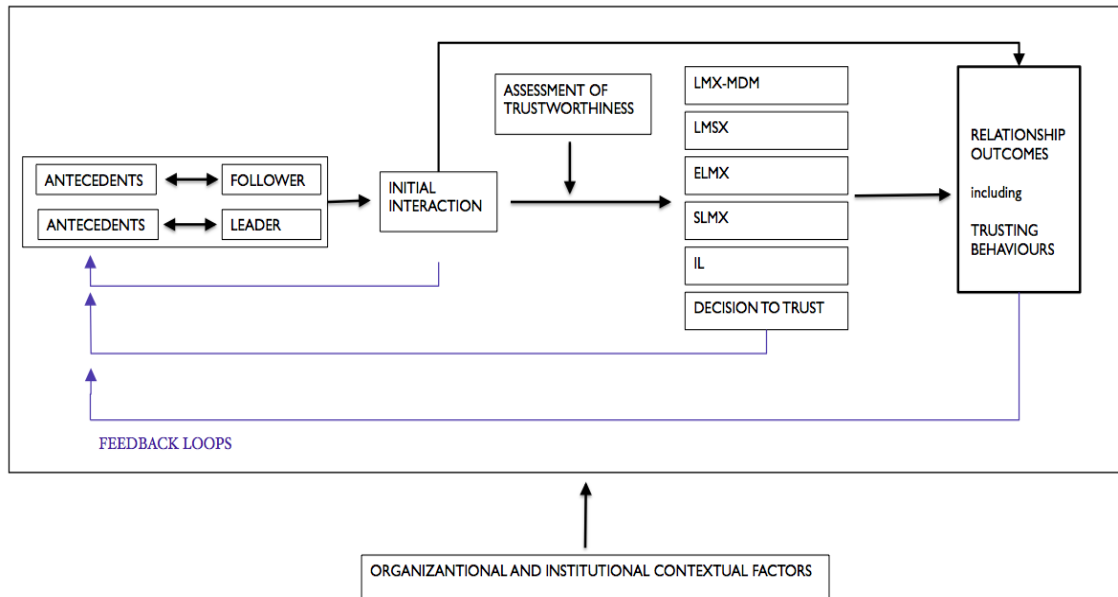 ASSESSMENT OF
TRUSTWORTHINESS
LMX-MDM
LMSX
ELMX
SLMX
IL
DECISION TO TRUST
RELATIONSHIP
OUTCOMES
including
TRUSTING
BEHAVIOURS
ANTECEDENTS
FOLLOWER
ANTECEDENTS
LEADER
INITIAL
INTERACTION
FEEDBACK LOOPS
ORGANIZANTIONAL AND INSTITUTIONAL CONTEXTUAL FACTORS